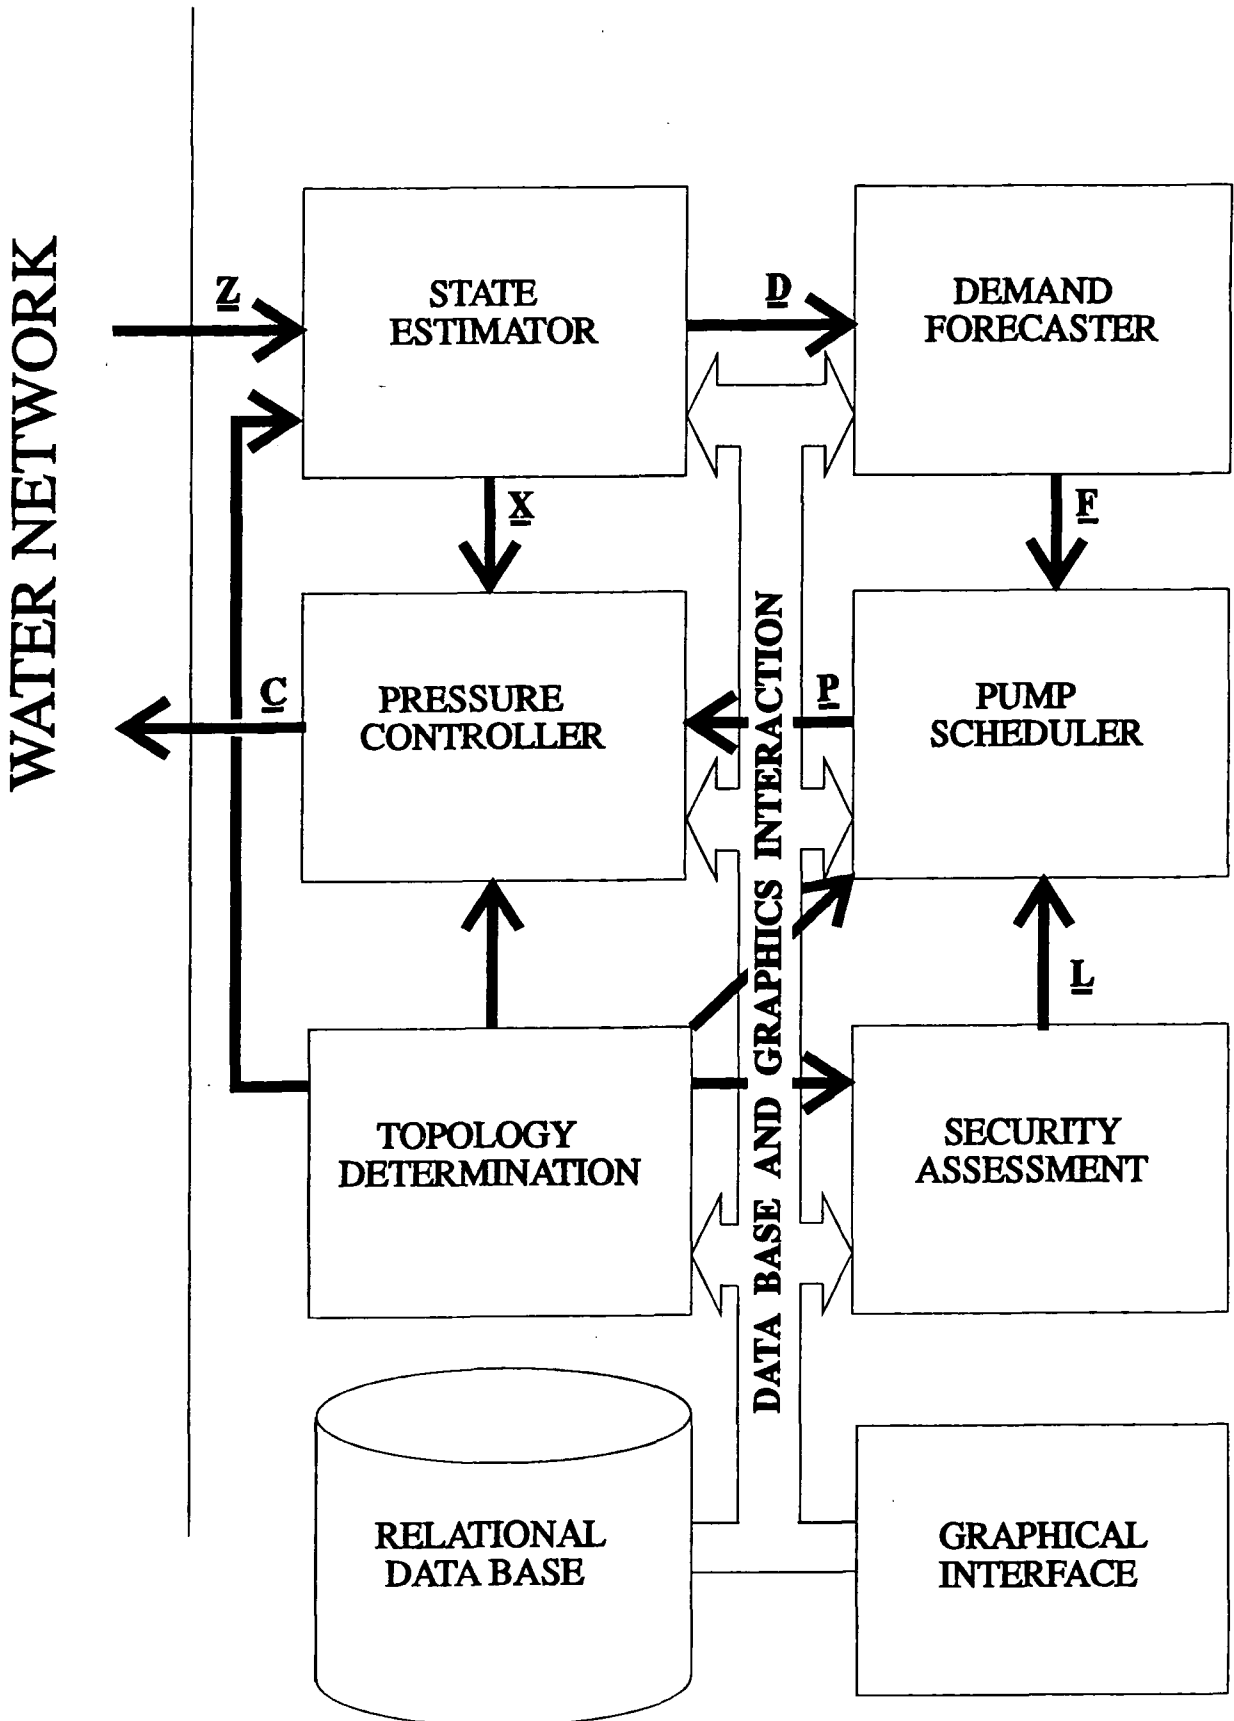 WATER NETWORK
Z
STATE
ESTIMATOR
D
DEMAND
FORECASTER
X
F
C
PRESSURE
CONTROLLER
P
PUMP
SCHEDULER
DATA BASE AND GRAPHICS INTERACTION
L
TOPOLOGY
DETERMINATION
SECURITY
ASSESSMENT
RELATIONAL
DATA BASE
GRAPHICAL
INTERFACE